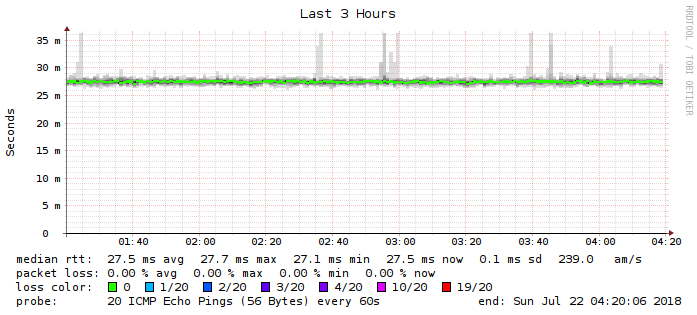 Last 3 Hours
RRDTOOL / TOBI OETIKER
Seconds
35 m
30 m
25 m
20 m
15 m
10 m
5 m
0
01:40 02:00 02:20 02:40 03:00 03:20 03:40 04:00 04:20
median rtt: 27.5 ms avg 27.7 ms max 27.1 ms min 27.5 ms now 0.1 ms sd 239.0 am/s
packet loss: 0.00 % avg 0.00 % max 0.00 % min 0.00 % now
loss color: 0 1/20 2/20 3/20 4/20 10/20 19/20
probe: 20 ICMP Echo Pings (56 Bytes) every 60s end: Sun Jul 22 04:20:06 2018